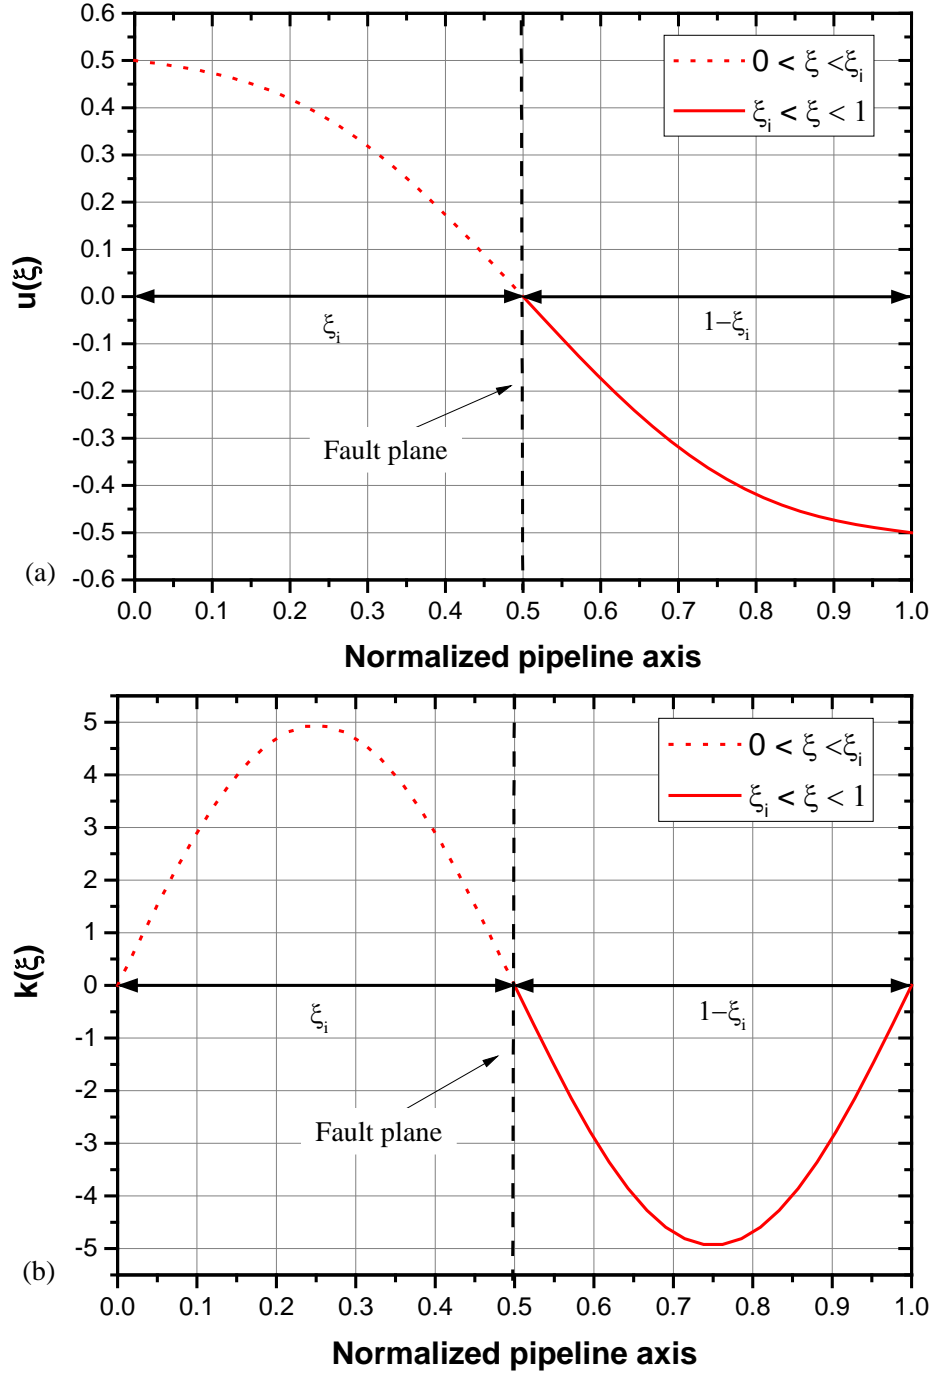 0.6
0.5
0.4
0.3
0.2
0.1
0.0
-0.1
-0.2
-0.3
-0.4
-0.5
-0.6
u(ξ)
0 < ξ <ξi
ξi < ξ < 1
ξi
1−ξi
Fault plane
(a)
0.0 0.1 0.2 0.3 0.4 0.5 0.6 0.7 0.8 0.9 1.0
Normalized pipeline axis
5
4
3
2
1
0
-1
-2
-3
-4
-5
k(ξ)
0 < ξ <ξi
ξi < ξ < 1
ξi
1−ξi
Fault plane
(b)
0.0 0.1 0.2 0.3 0.4 0.5 0.6 0.7 0.8 0.9 1.0
Normalized pipeline axis